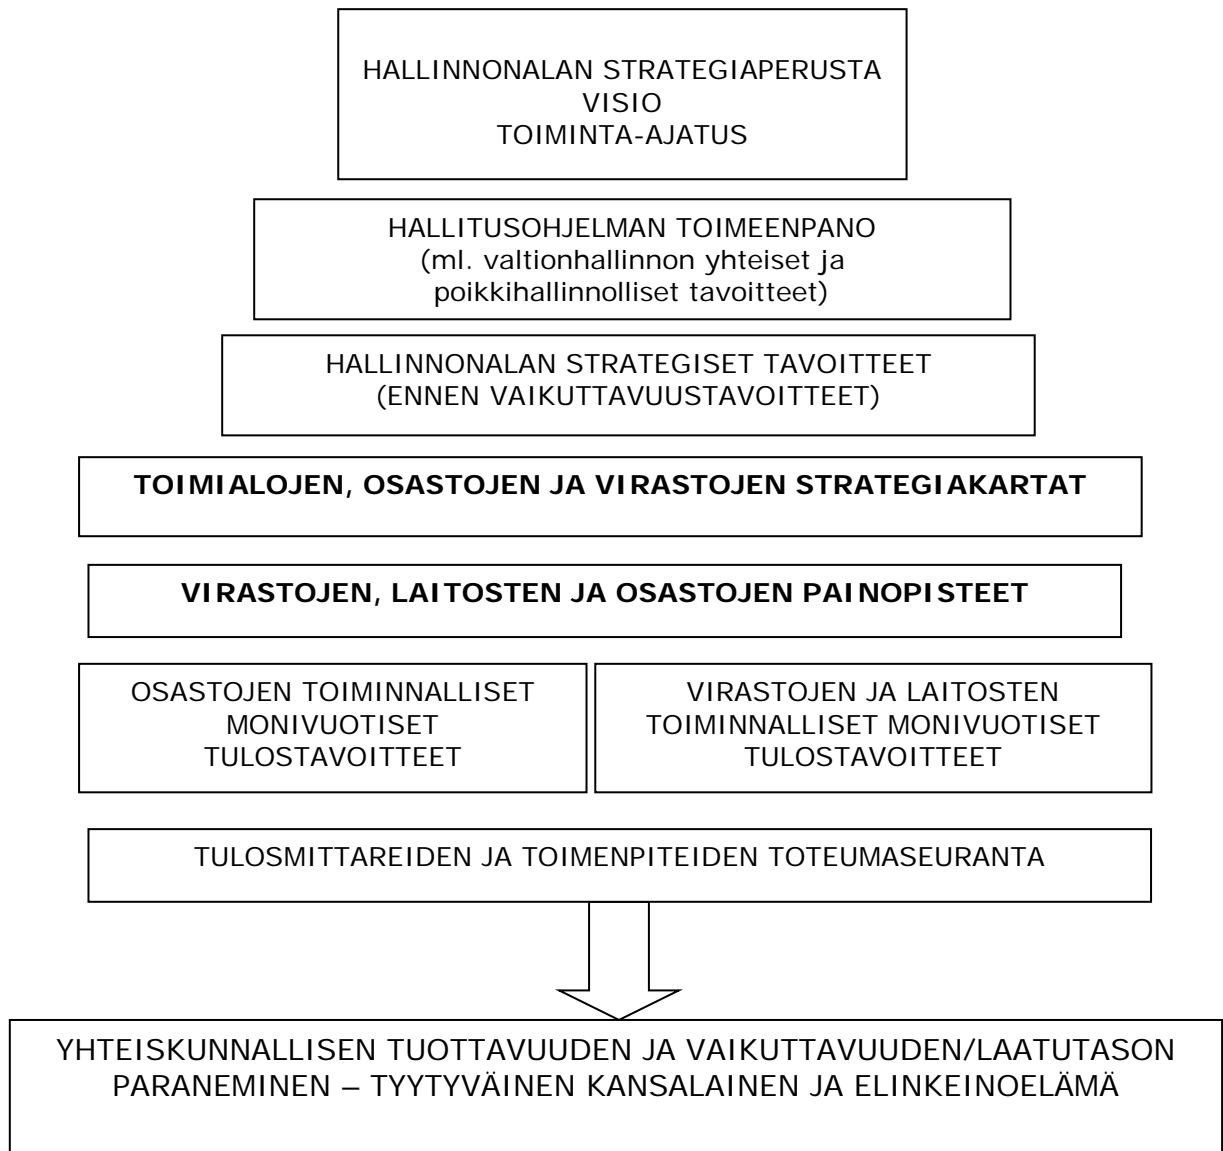 HALLINNONALAN STRATEGIAPERUSTA
VISIO
TOIMINTA-AJATUS
HALLITUSOHJELMAN TOIMEENPANO
(ml. valtionhallinnon yhteiset ja
poikkihallinnolliset tavoitteet)
HALLINNONALAN STRATEGISET TAVOITTEET
(ENNEN VAIKUTTAVUUSTAVOITTEET)
TOIMIALOJEN, OSASTOJEN JA VIRASTOJEN STRATEGIAKARTAT
VIRASTOJEN, LAITOSTEN JA OSASTOJEN PAINOPISTEET
OSASTOJEN TOIMINNALLISET
MONIVUOTISET
TULOSTAVOITTEET
VIRASTOJEN JA LAITOSTEN
TOIMINNALLISET MONIVUOTISET
TULOSTAVOITTEET
TULOSMITTAREIDEN JA TOIMENPITEIDEN TOTEUMASEURANTA
YHTEISKUNNALLISEN TUOTTAVUUDEN JA VAIKUTTAVUUDEN/LAATUTASON
PARANEMINEN – TYYTYVÄINEN KANSALAINEN JA ELINKEINOELÄMÄ